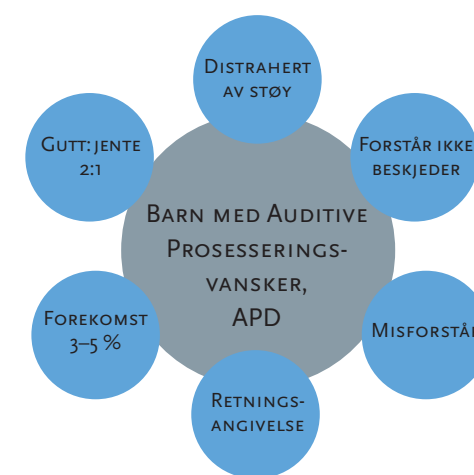 Distrahert
av støy
Gutt: jente
2:1
Forstår ikke
beskjeder
Barn med Auditive
Prosesserings-
vansker,
APD
Forekomst
3–5 %
Misforstår
Retnings-
angivelse